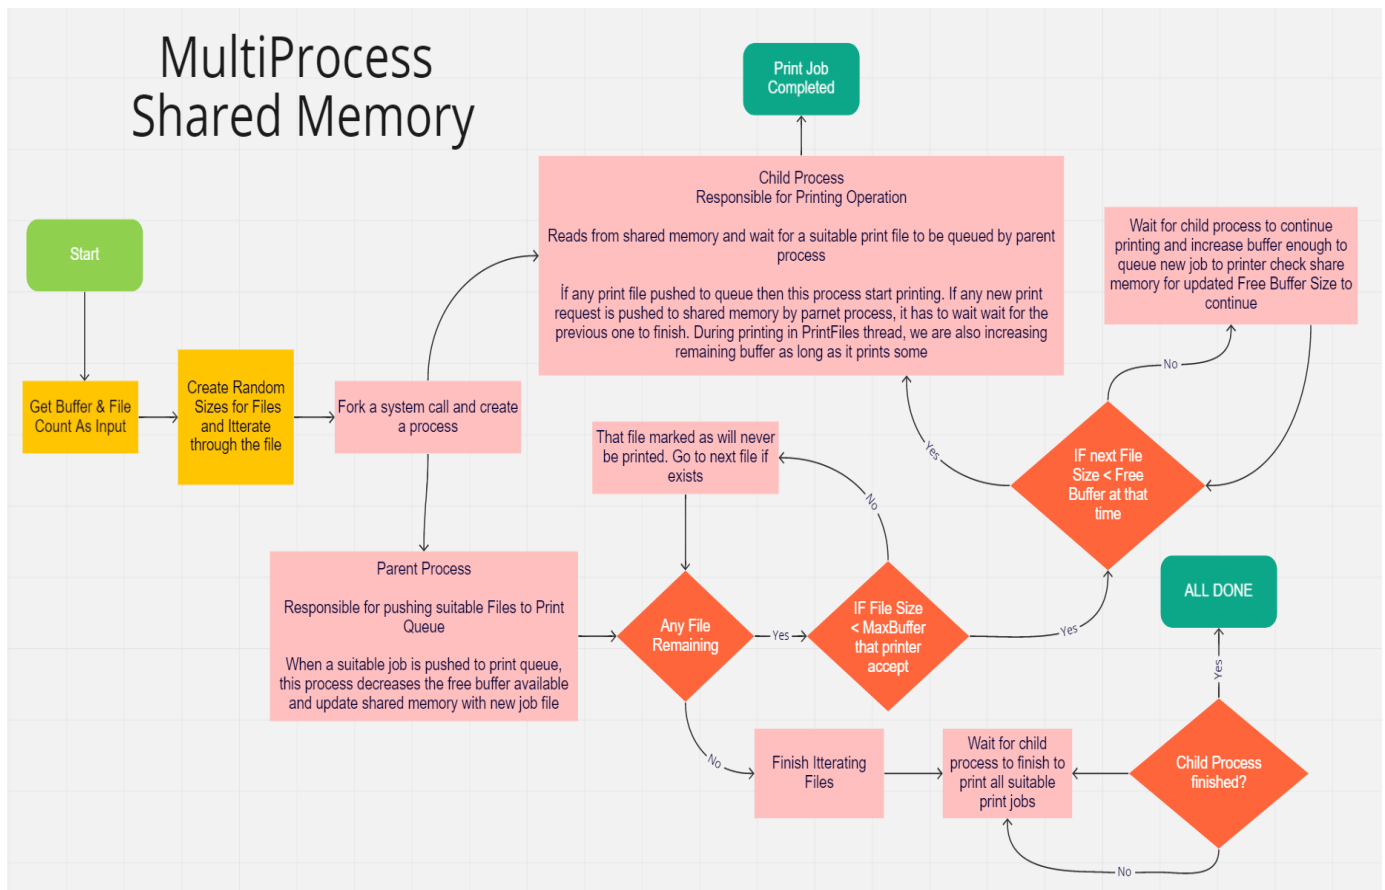 MultiProcess
Shared Memory
Print Job
Completed
Child Process
Responsible for Printing Operation
Reads from shared memory and wait for a suitable print file to be queued by parent
process
İf any print file pushed to queue then this process start printing. If any new print
request is pushed to shared memory by parnet process, it has to wait wait for the
previous one to finish. During printing in PrintFiles thread, we are also increasing
remaining buffer as long as it prints some
Wait for child process to continue
printing and increase buffer enough to
queue new job to printer check share
memory for updated Free Buffer Size to
continue
Start
Get Buffer & File
Count As Input
Create Random
Sizes for Files
and Itterate
through the file
Fork a system call and create
a process
No
Yes
IF next File
Size < Free
Buffer at that
time
That file marked as will never
be printed. Go to next file if
exists
No
Parent Process
Responsible for pushing suitable Files to Print
Queue
When a suitable job is pushed to print queue,
this process decreases the free buffer available
and update shared memory with new job file
Any File
Remaining
Yes
IF File Size
< MaxBuffer
that printer
accept
Yes
ALL DONE
Yes
No
Finish Itterating
Files
Wait for child
process to finish to
print all suitable
print jobs
Child Process
finished?
No